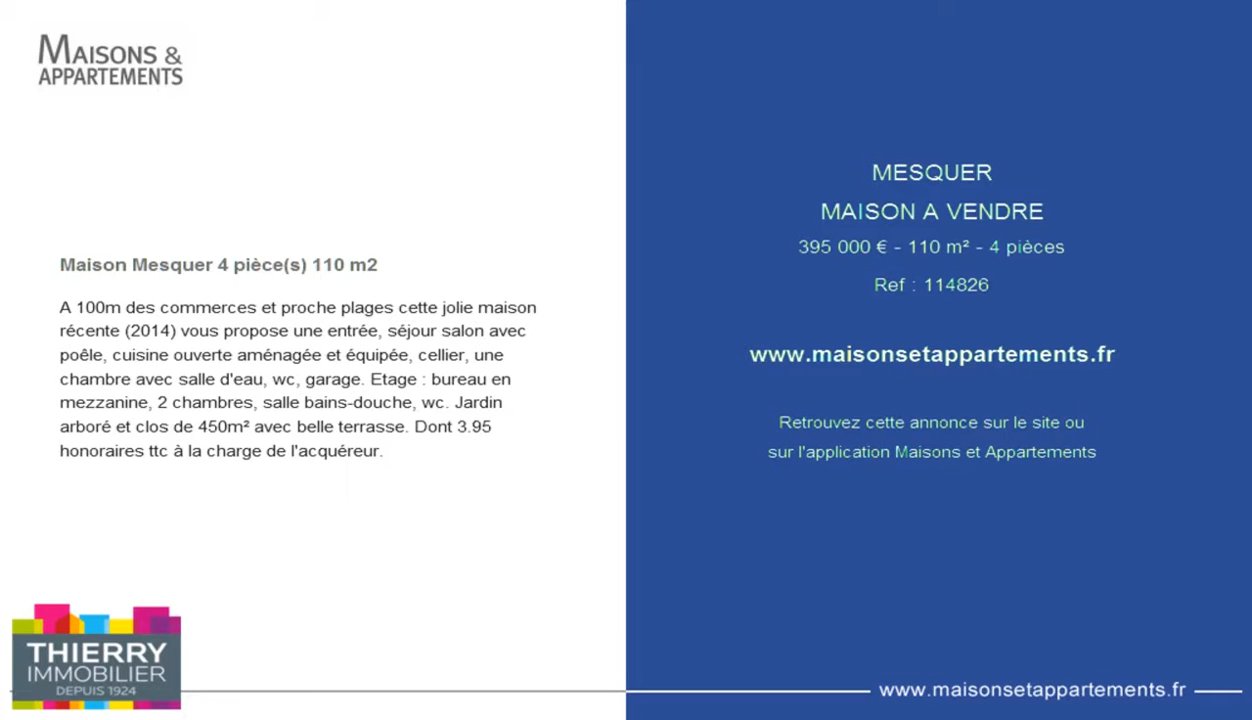 MAISONS &
APPARTEMENTS
Maison Mesquer 4 pièce(s) 110 m2
A 100m des commerces et proche plages cette jolie maison
récente (2014) vous propose une entrée, séjour salon avec
poêle, cuisine ouverte aménagée et équipée, cellier, une
chambre avec salle d'eau, wc, garage. Etage : bureau en
mezzanine, 2 chambres, salle bains-douche, wc. Jardin
arboré et clos de 450m² avec belle terrasse. Dont 3.95
honoraires ttc à la charge de l'acquéreur.
THIERRY
IMMOBILIER
DEPUIS 1924
MESQUER
MAISON A VENDRE
395 000 € - 110 m² - 4 pièces
Ref : 114826
www.maisonsetappartements.fr
Retrouvez cette annonce sur le site ou
sur l'application Maisons et Appartements
www.maisonsetappartements.fr